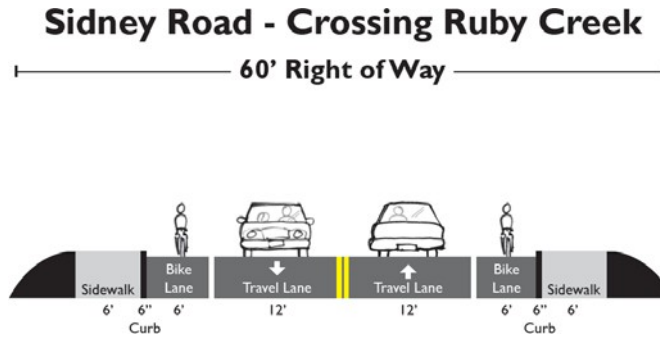 Sidney Road - Crossing Ruby Creek
60' Right of Way
Bike
Lane
Bike
Lane
Sidewalk
Travel Lane
Travel Lane
Sidewalk
6' 6" 6' 12' 12' 6' 6" 6'
Curb
Curb